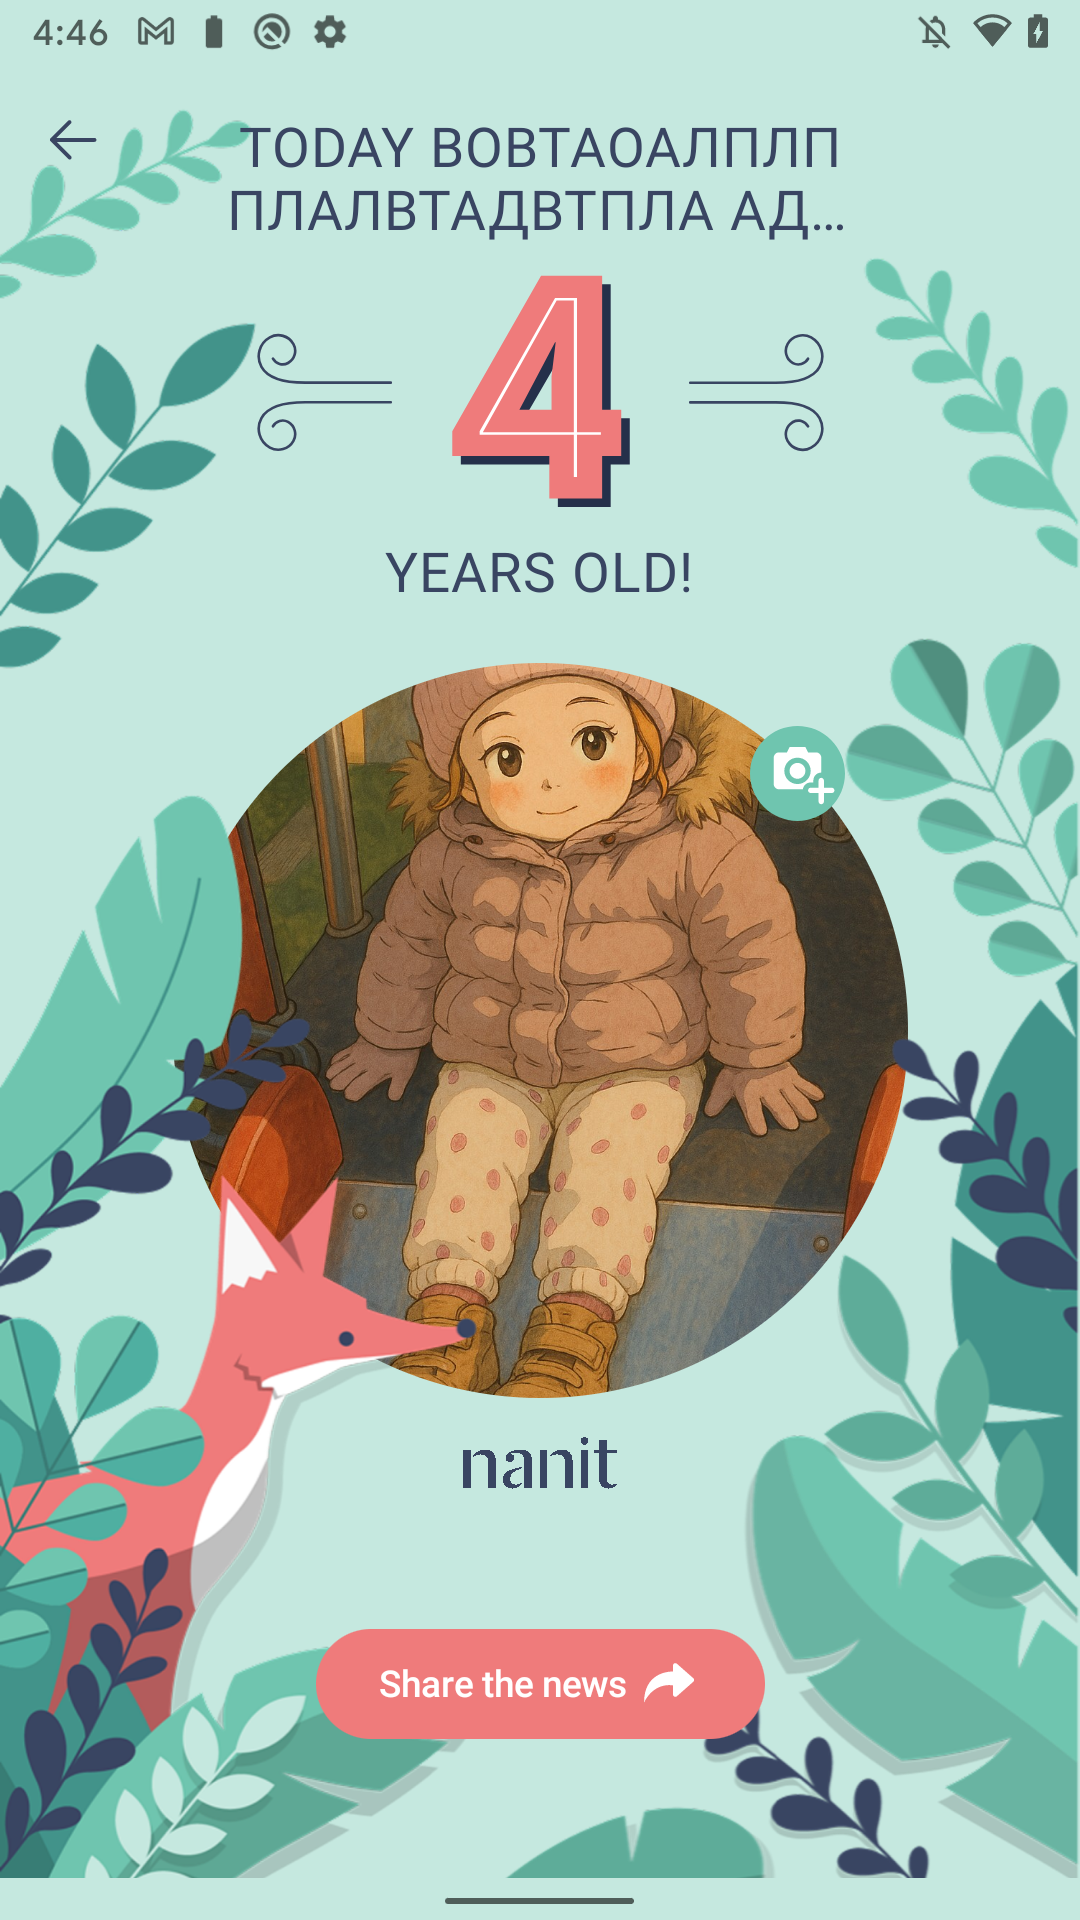 4:46
TODAY ВОВТАОАЛПЛП
ПЛАЛВТАДВТПЛА АД...
4
YEARS OLD!
nanit
Share the news